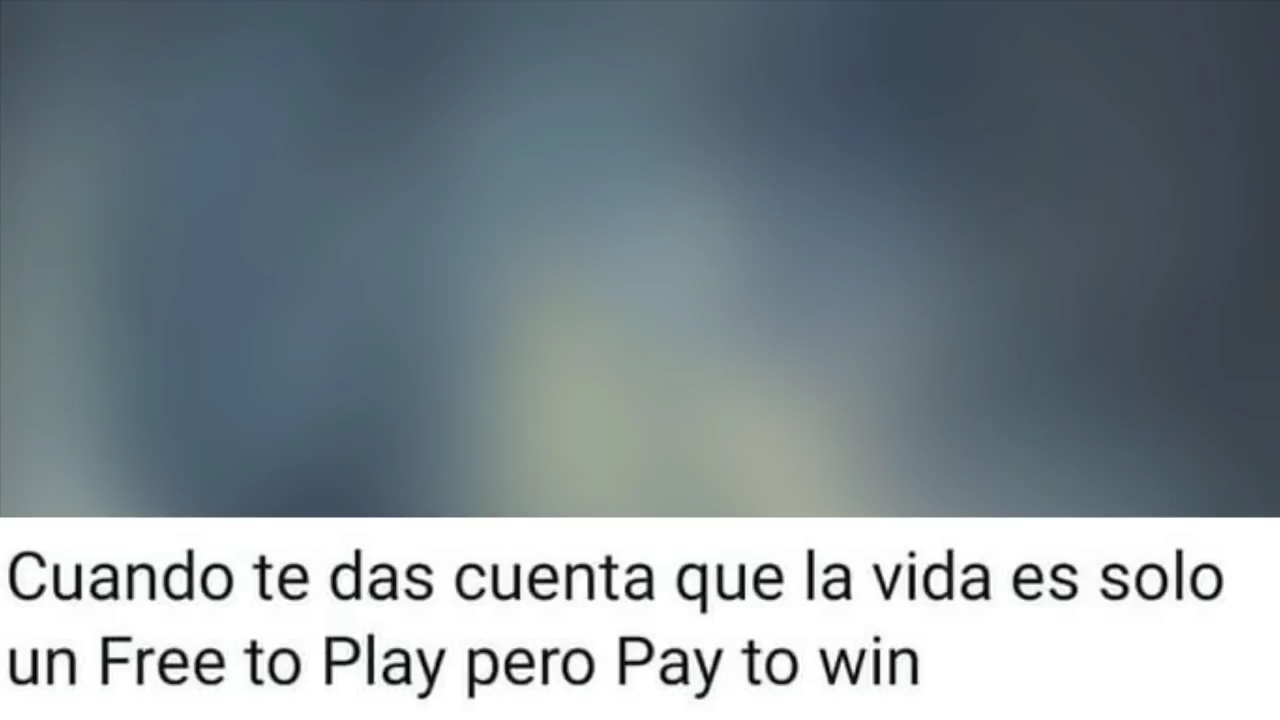 Cuando te das cuenta que la vida es solo
un Free to Play pero Pay to win